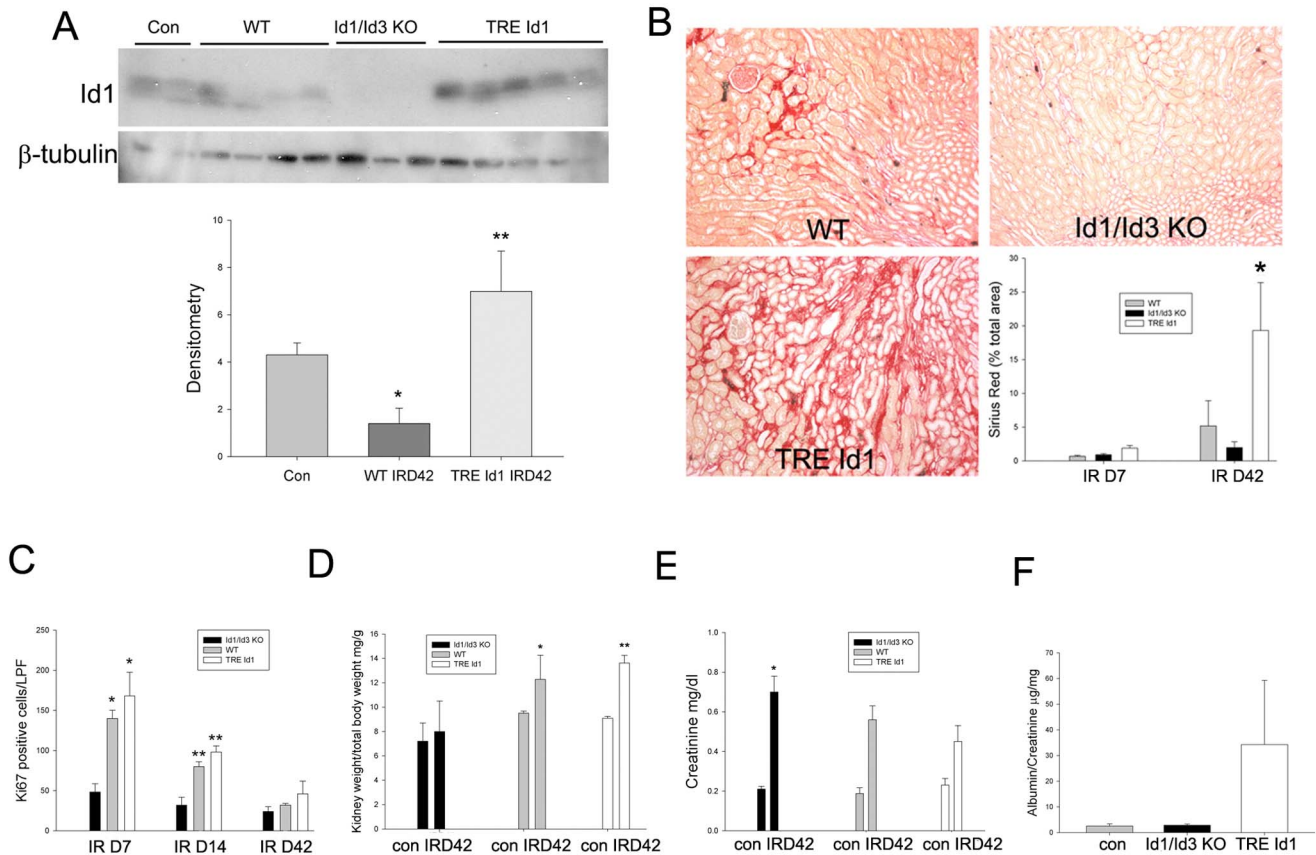 A
Con WT Id1/Id3 KO TRE Id1
Id1
β-tubulin
Densitometry
10
8
6
4
2
0
*
**
Con WT IRD42 TRE Id1 IRD42
B
WT
Id1/Id3 KO
TRE Id1
Sirius Red (% total area)
30
25
20
15
10
5
0
WT
Id1/Id3 KO
TRE Id1
*
IR D7 IR D42
C
Ki67 positive cells/LPF
250
200
150
100
50
0
Id1/Id3 KO
WT
TRE Id1
* *
** **
IR D7 IR D14 IR D42
D
Kidney weight/total body weight mg/g
16
14
12
10
8
6
4
2
0
Id1/Id3 KO
WT
TRE Id1
* **
con IRD42 con IRD42 con IRD42
E
Creatinine mg/dl
1.0
0.8
0.6
0.4
0.2
0.0
Id1/Id3 KO
WT
TRE Id1
*
con IRD42 con IRD42 con IRD42
F
Albumin/Creatinine µg/mg
70
60
50
40
30
20
10
0
con Id1/Id3 KO TRE Id1